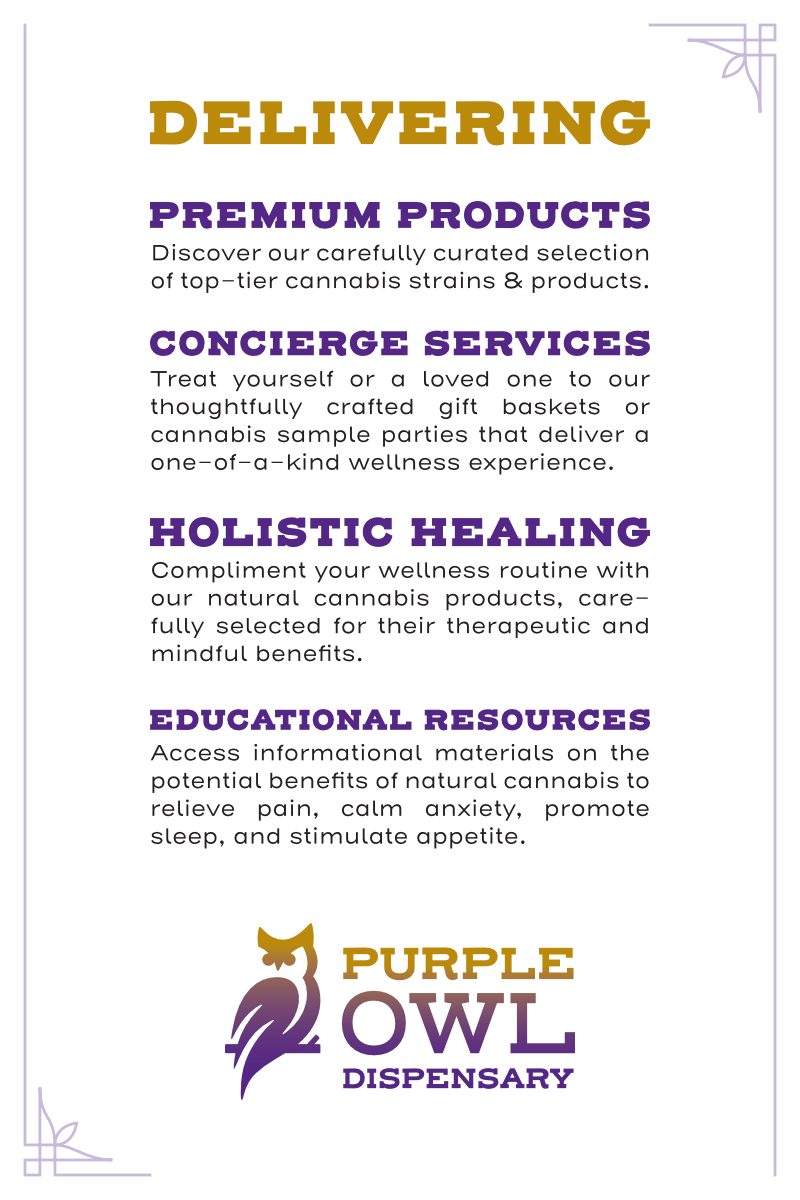 DELIVERING
PREMIUM PRODUCTS
Discover our carefully curated selection
of top-tier cannabis strains & products.
CONCIERGE SERVICES
Treat yourself or a loved one to our
thoughtfully crafted gift baskets or
cannabis sample parties that deliver a
one-of-a-kind wellness experience.
HOLISTIC HEALING
Compliment your wellness routine with
our natural cannabis products, care-
fully selected for their therapeutic and
mindful benefits.
EDUCATIONAL RESOURCES
Access informational materials on the
potential benefits of natural cannabis to
relieve pain, calm anxiety, promote
sleep, and stimulate appetite.
PURPLE
OWL
DISPENSARY